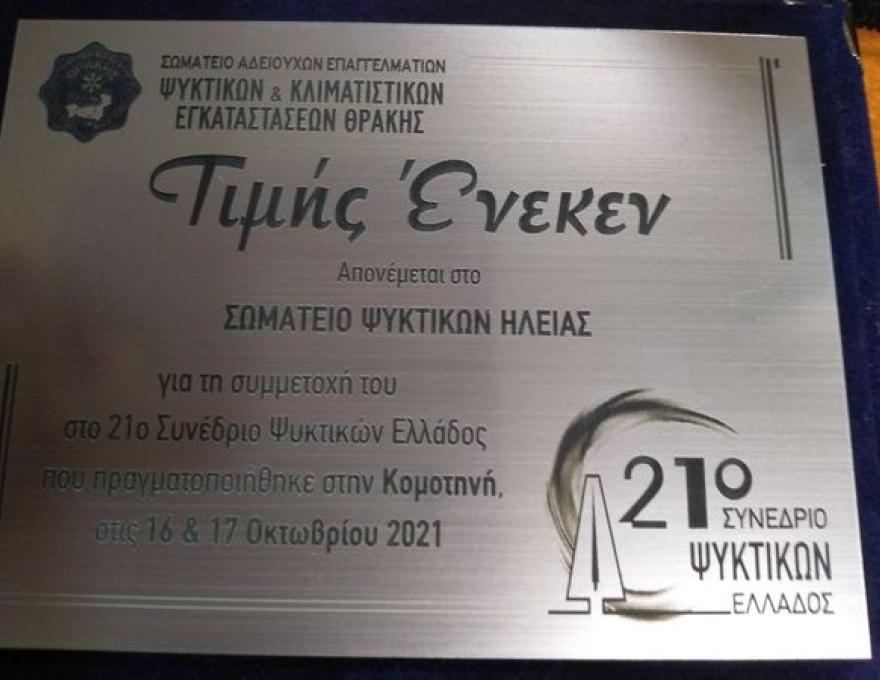 ΣΩΜΑΤΕΙΟ ΑΔΕΙΟΥΧΩΝ ΕΠΑΓΓΕΛΜΑΤΙΩΝ
ΨΥΚΤΙΚΩΝ & ΚΛΙΜΑΤΙΣΤΙΚΩΝ
ΕΓΚΑΤΑΣΤΑΣΕΩΝ ΘΡΑΚΗΣ
Τιμής Ένεκεν
Απονέμεται στο
ΣΩΜΑΤΕΙΟ ΨΥΚΤΙΚΩΝ ΗΛΕΙΑΣ
για τη συμμετοχή του
στο 21ο Συνέδριο Ψυκτικών Ελλάδος
που πραγματοποιήθηκε στην Κομοτηνή,
στις 16 & 17 Οκτωβρίου 2021
21ο
ΣΥΝΕΔΡΙΟ
ΨΥΚΤΙΚΩΝ
ΕΛΛΑΔΟΣ